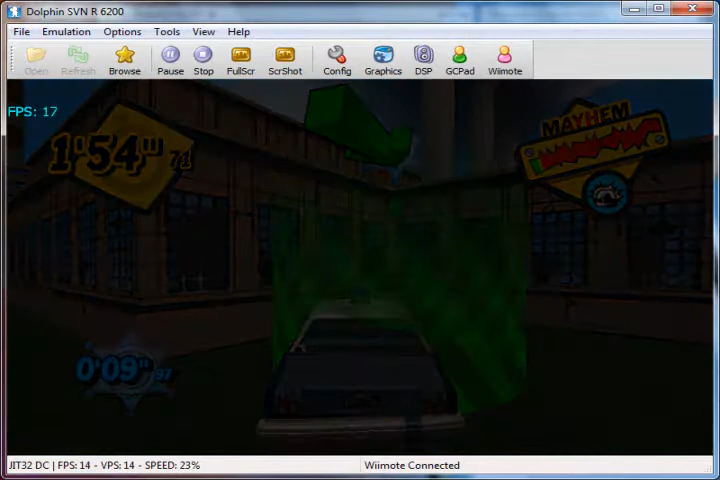 Dolphin SVN R 6200
File Emulation Options Tools View Help
Open Refresh Browse Pause Stop FullScr ScrShot Config Graphics DSP GCPad Wiimote
FPS: 17
1'54"71
MAYHEM
0'09"97
JIT32 DC | FPS: 14 - VPS: 14 - SPEED: 23% Wiimote Connected